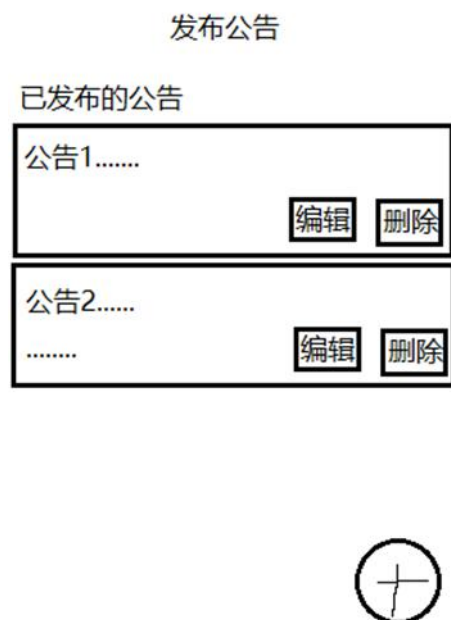 发布公告
已发布的公告
公告1.......
编辑 删除
公告2......
........
编辑 删除